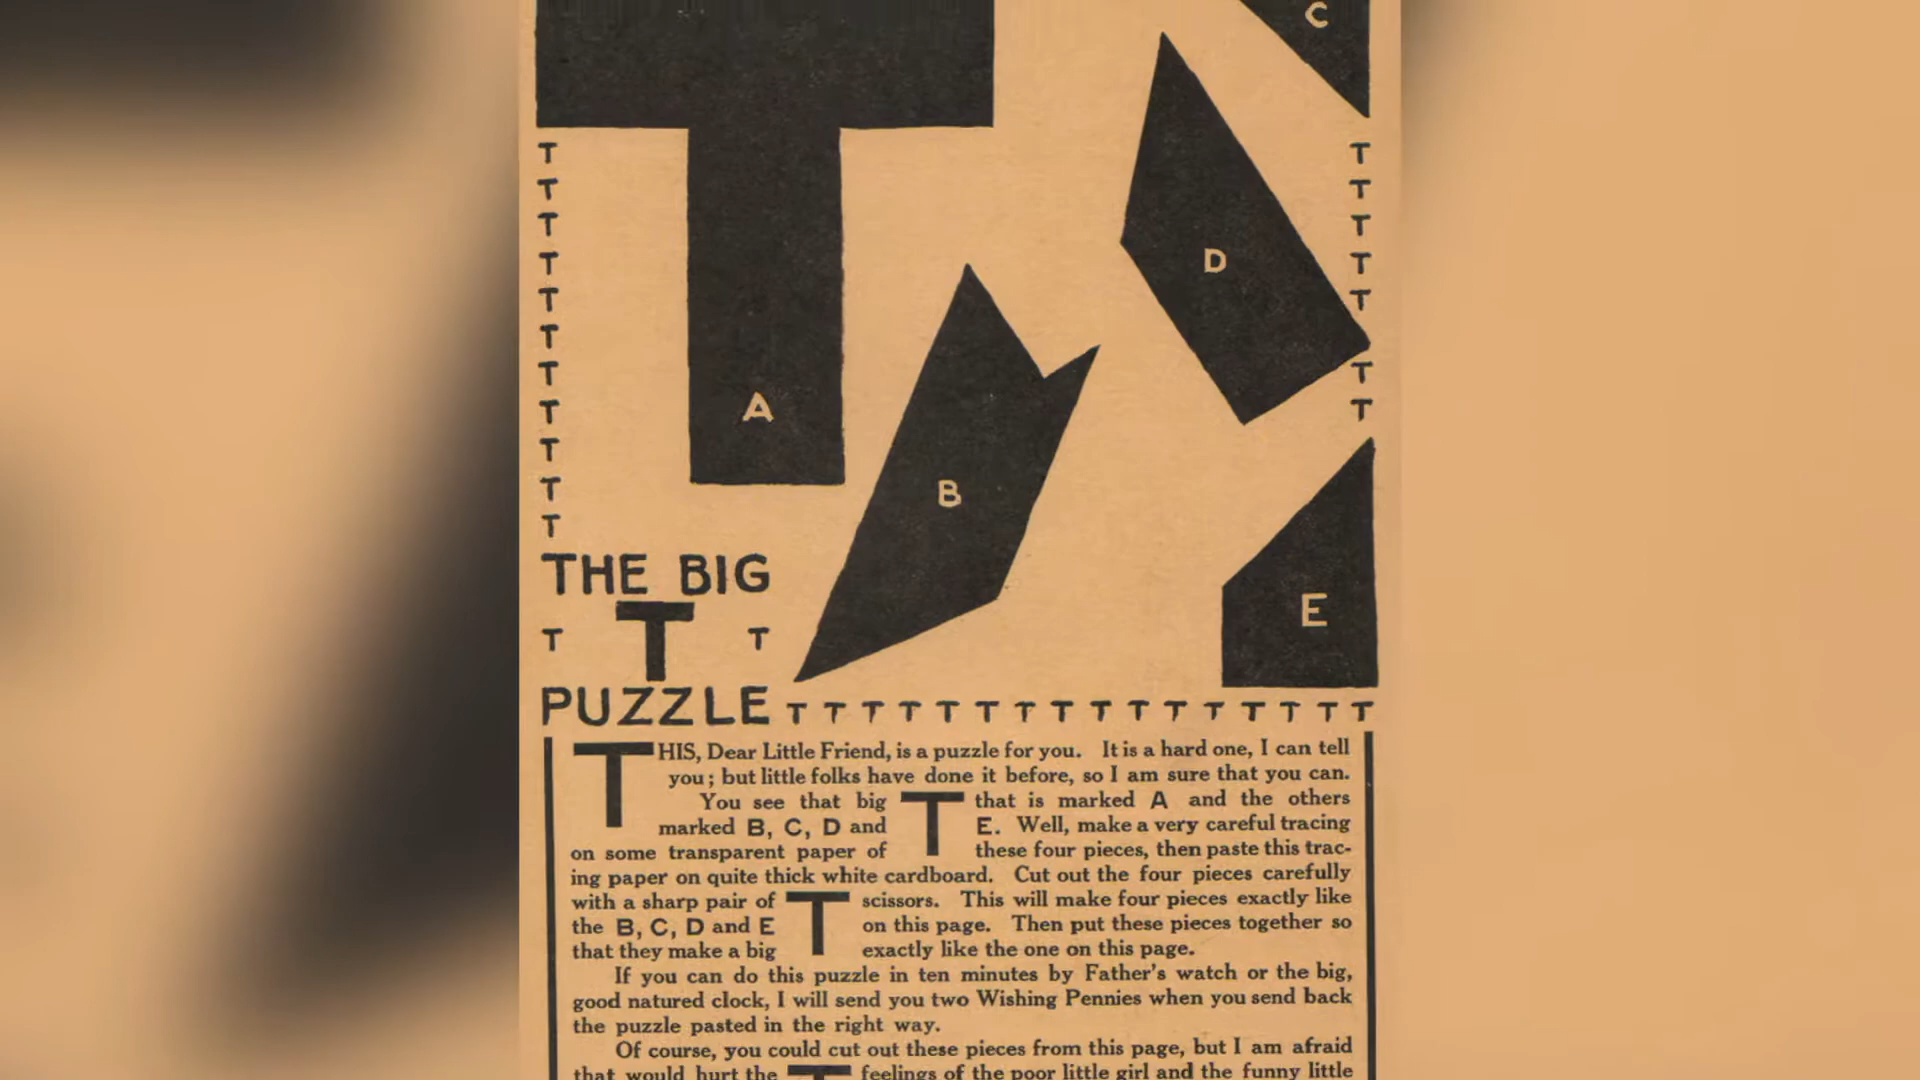 C
T T
T T
T T
D
T T
T T
T
T T
A
T T
T
B
T
T
THE BIG
E
T T T
PUZZLE T T T T T T T T T T T T T T T T
THIS, Dear Little Friend, is a puzzle for you. It is a hard one, I can tell
you; but little folks have done it before, so I am sure that you can.
You see that big T that is marked A and the others
marked B, C, D and E. Well, make a very careful tracing
on some transparent paper of these four pieces, then paste this trac-
ing paper on quite thick white cardboard. Cut out the four pieces carefully
with a sharp pair of scissors. This will make four pieces exactly like
the B, C, D and E on this page. Then put these pieces together so
that they make a big T exactly like the one on this page.
If you can do this puzzle in ten minutes by Father's watch or the big,
good natured clock, I will send you two Wishing Pennies when you send back
the puzzle pasted in the right way.
Of course, you could cut out these pieces from this page, but I am afraid
that would hurt the feelings of the poor little girl and the funny little